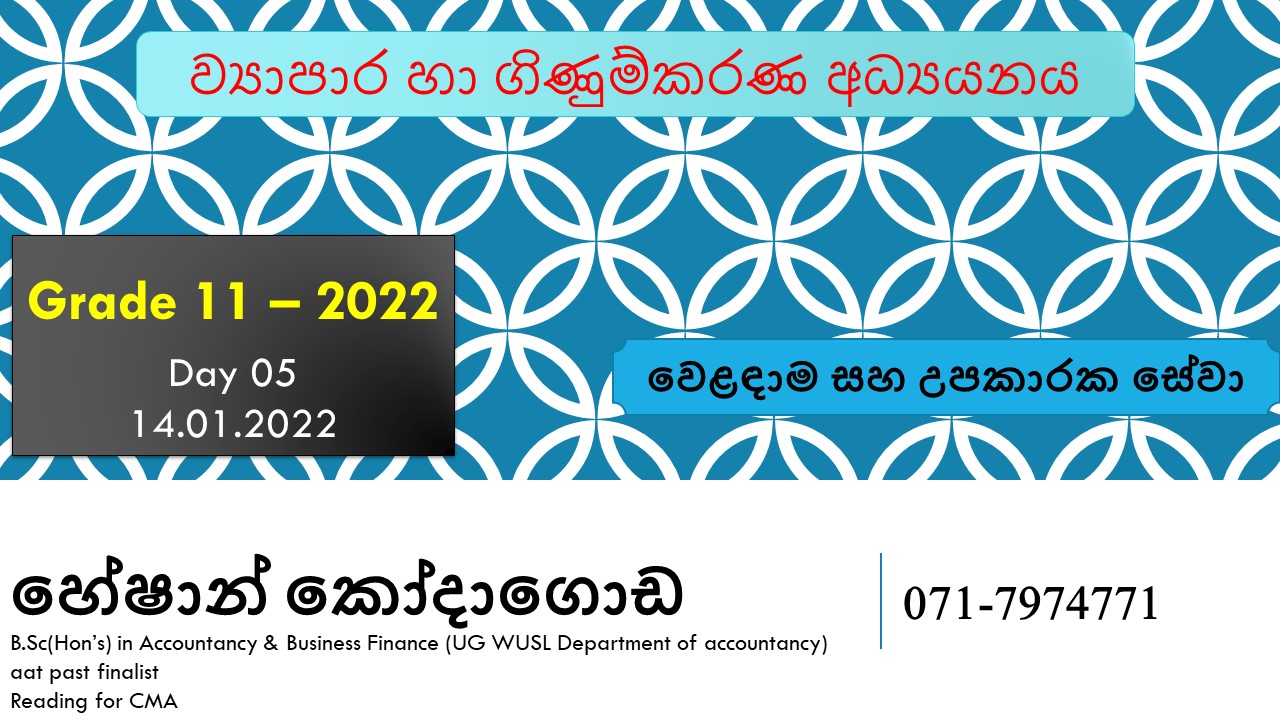 ව්‍යාපාර හා ගිණුම්කරණ අධ්‍යයනය
Grade 11 – 2022
Day 05
14.01.2022
වෙළඳාම සහ උපකාරක සේවා
හේෂාන් කෝදාගොඩ
B.Sc(Hon’s) in Accountancy & Business Finance (UG WUSL Department of accountancy)
aat past finalist
Reading for CMA
071-7974771